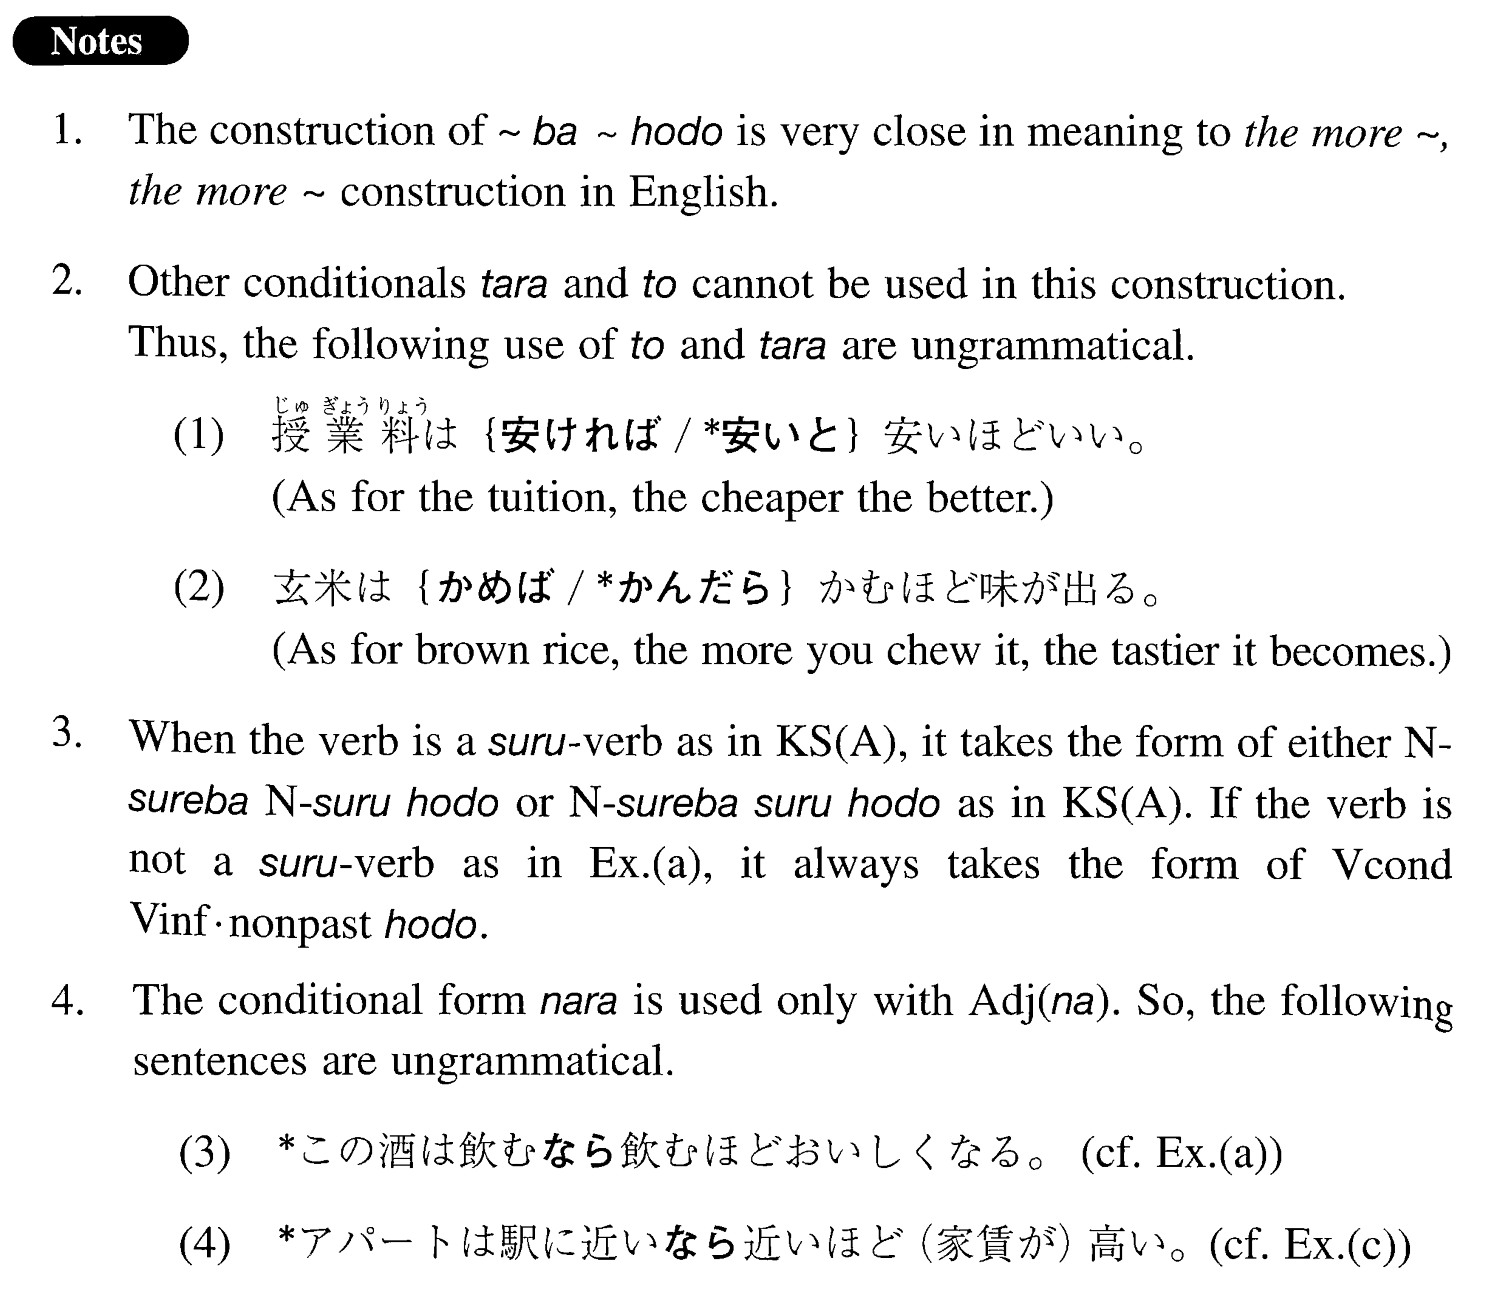 Notes
1. The construction of ~ ba ~ hodo is very close in meaning to the more ~,
the more ~ construction in English.
2. Other conditionals tara and to cannot be used in this construction.
Thus, the following use of to and tara are ungrammatical.
じゅ ぎょう りょう
(1) 授業料は {安ければ / *安いと} 安いほどいい。
(As for the tuition, the cheaper the better.)
(2) 玄米は {かめば / *かんだら} かむほど味が出る。
(As for brown rice, the more you chew it, the tastier it becomes.)
3. When the verb is a suru-verb as in KS(A), it takes the form of either N-
sureba N-suru hodo or N-sureba suru hodo as in KS(A). If the verb is
not a suru-verb as in Ex.(a), it always takes the form of Vcond
Vinf·nonpast hodo.
4. The conditional form nara is used only with Adj(na). So, the following
sentences are ungrammatical.
(3) *この酒は飲むなら飲むほどおいしくなる。 (cf. Ex.(a))
(4) *アパートは駅に近いなら近いほど (家賃が) 高い。(cf. Ex.(c))